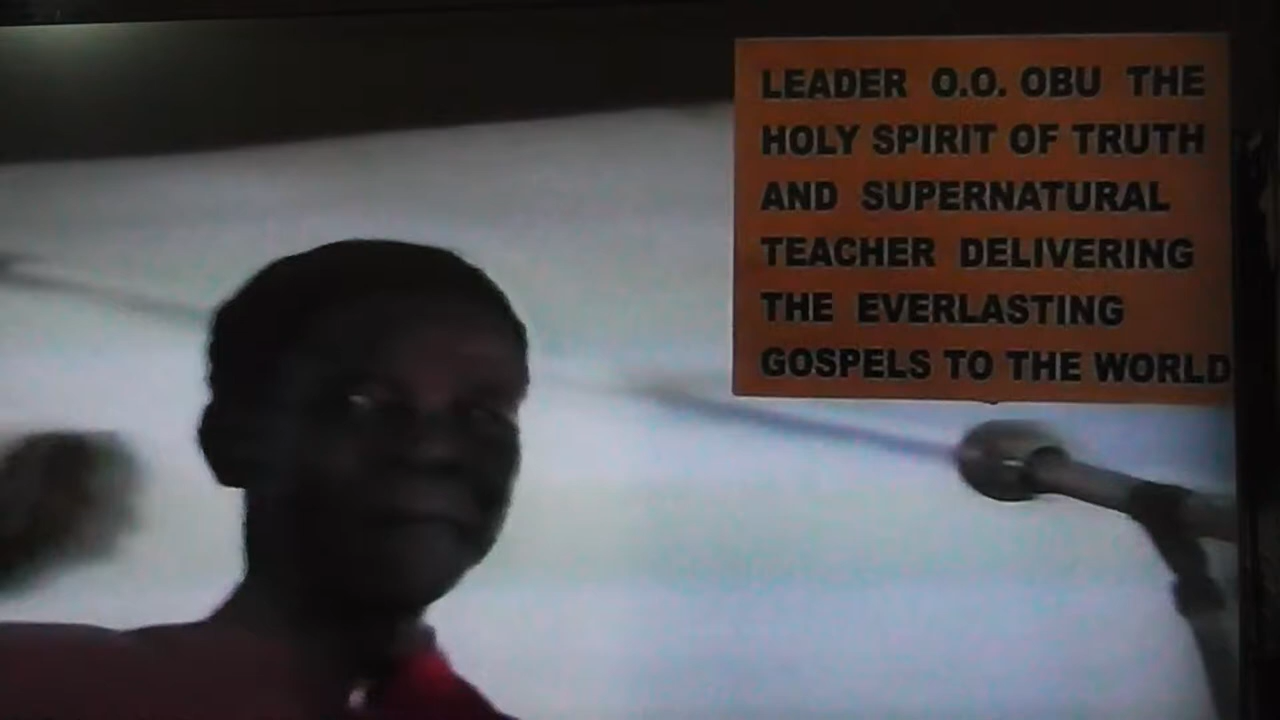 LEADER O.O. OBU THE
HOLY SPIRIT OF TRUTH
AND SUPERNATURAL
TEACHER DELIVERING
THE EVERLASTING
GOSPELS TO THE WORLD